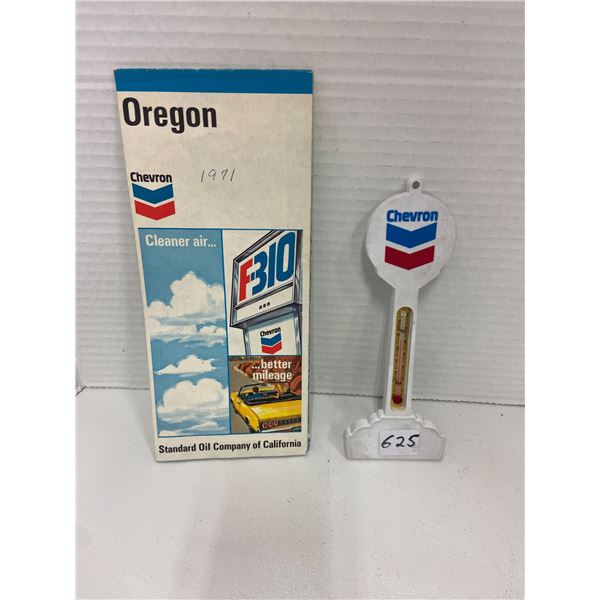 Oregon
1971
Chevron
Cleaner air...
F-310
Chevron
...better
mileage
Standard Oil Company of California
Chevron
625